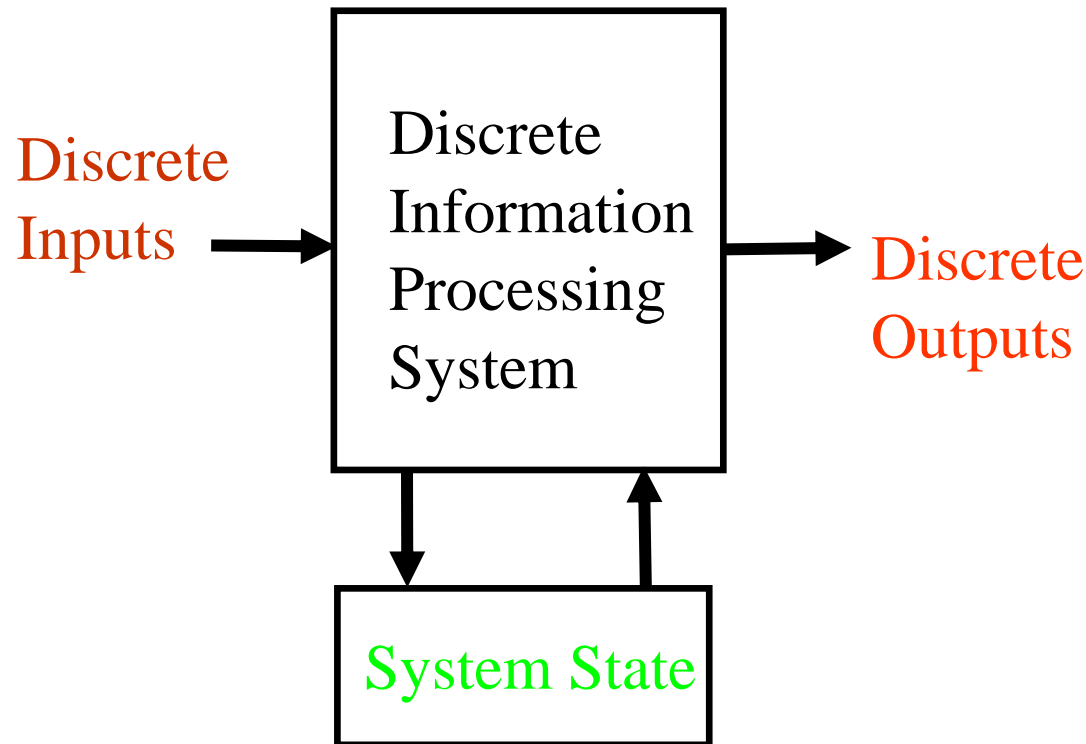 Discrete
Inputs
Discrete
Information
Processing
System
Discrete
Outputs
System State